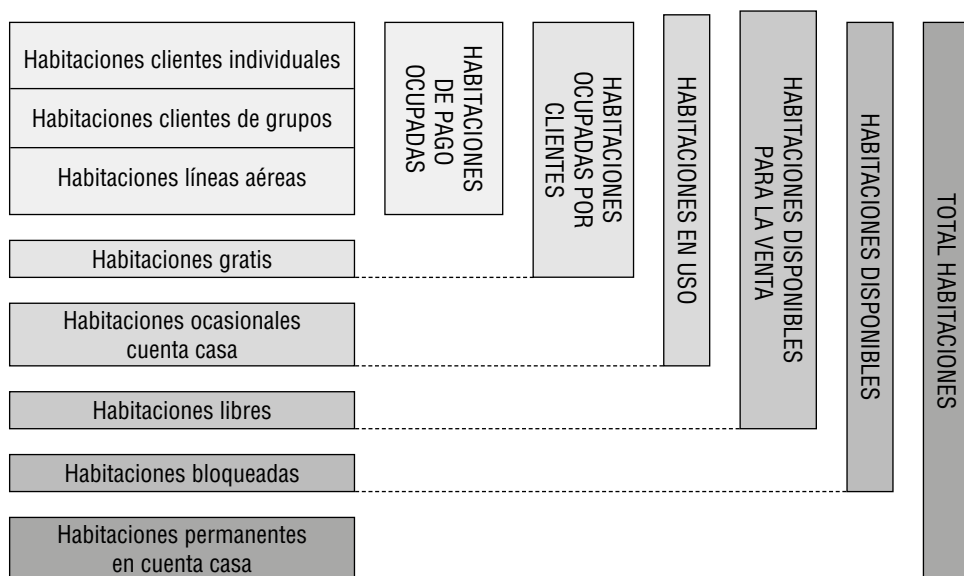 Habitaciones clientes individuales
Habitaciones clientes de grupos
Habitaciones líneas aéreas
Habitaciones gratis
Habitaciones ocasionales
cuenta casa
Habitaciones libres
Habitaciones bloqueadas
Habitaciones permanentes
en cuenta casa
HABITACIONES
DE PAGO
OCUPADAS
HABITACIONES
OCUPADAS POR
CLIENTES
HABITACIONES EN USO
HABITACIONES DISPONIBLES
PARA LA VENTA
HABITACIONES DISPONIBLES
TOTAL HABITACIONES